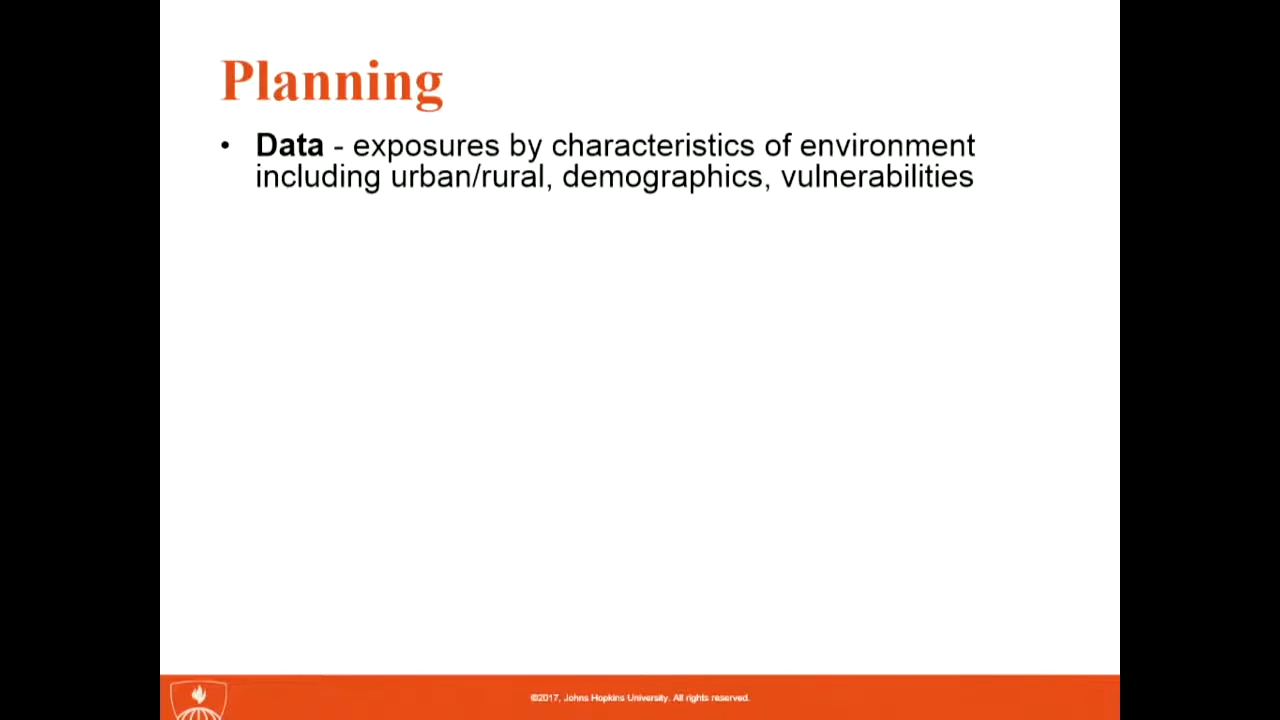 Planning
• Data - exposures by characteristics of environment
including urban/rural, demographics, vulnerabilities
©2017, Johns Hopkins University. All rights reserved.